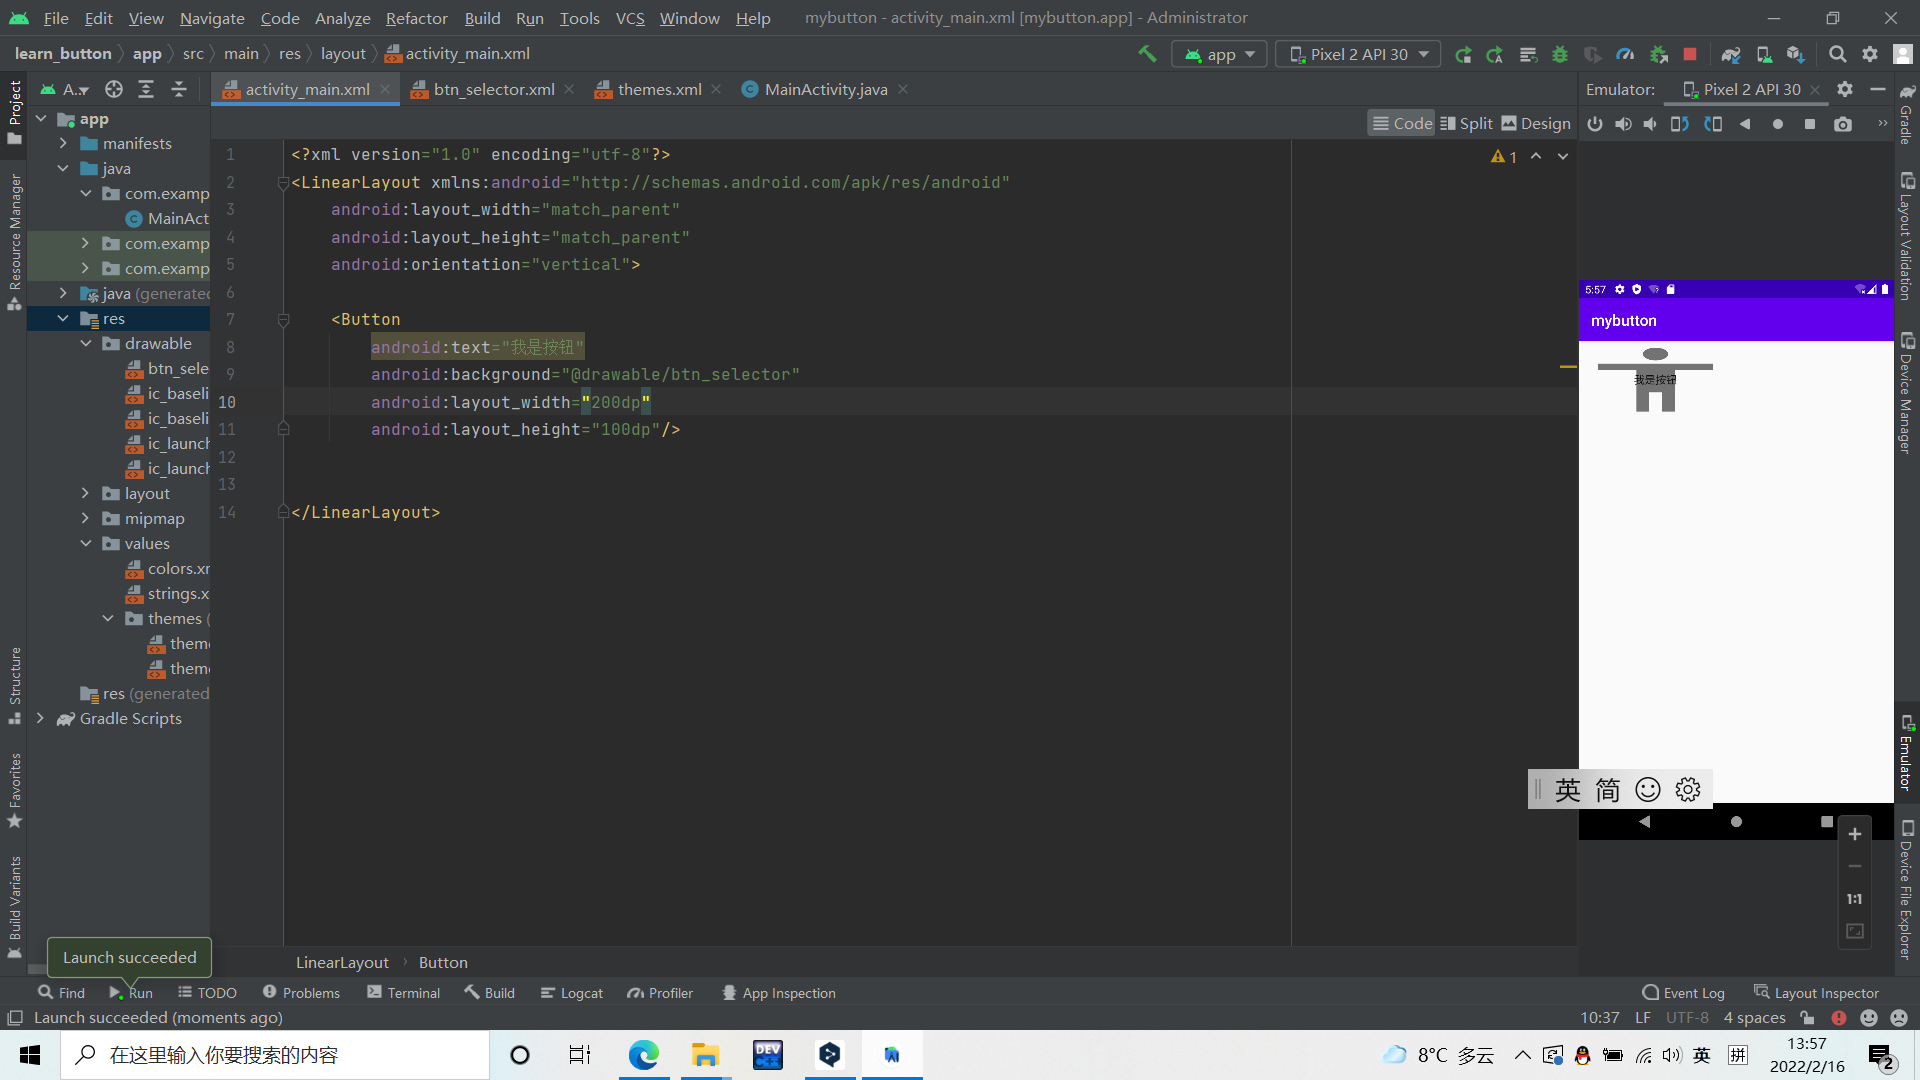 File Edit View Navigate Code Analyze Refactor Build Run Tools VCS Window Help mybutton - activity_main.xml [mybutton.app] - Administrator
learn_button app src main res layout activity_main.xml app Pixel 2 API 30
A.. activity_main.xml btn_selector.xml themes.xml MainActivity.java Emulator: Pixel 2 API 30
Code Split Design
Project
Resource Manager
Structure
Favorites
Build Variants
app
manifests
java
com.examp
MainAct
com.examp
com.examp
java (generated
res
drawable
btn_sele
ic_baseli
ic_baseli
ic_launch
ic_launch
layout
mipmap
values
colors.xm
strings.x
themes (
theme
theme
res (generated
Gradle Scripts
1 <?xml version="1.0" encoding="utf-8"?>
2 <LinearLayout xmlns:android="http://schemas.android.com/apk/res/android"
3 android:layout_width="match_parent"
4 android:layout_height="match_parent"
5 android:orientation="vertical">
6
7 <Button
8 android:text="我是按钮"
9 android:background="@drawable/btn_selector"
10 android:layout_width="200dp"
11 android:layout_height="100dp"/>
12
13
14 </LinearLayout>
1
5:57
mybutton
我是按钮
英 简
1:1
Gradle
Layout Validation
Device Manager
Emulator
Device File Explorer
LinearLayout Button
Launch succeeded
Find Run TODO Problems Terminal Build Logcat Profiler App Inspection Event Log Layout Inspector
Launch succeeded (moments ago) 10:37 LF UTF-8 4 spaces
在这里输入你要搜索的内容
DEV C++
8°C 多云 英 拼
13:57
2022/2/16
2